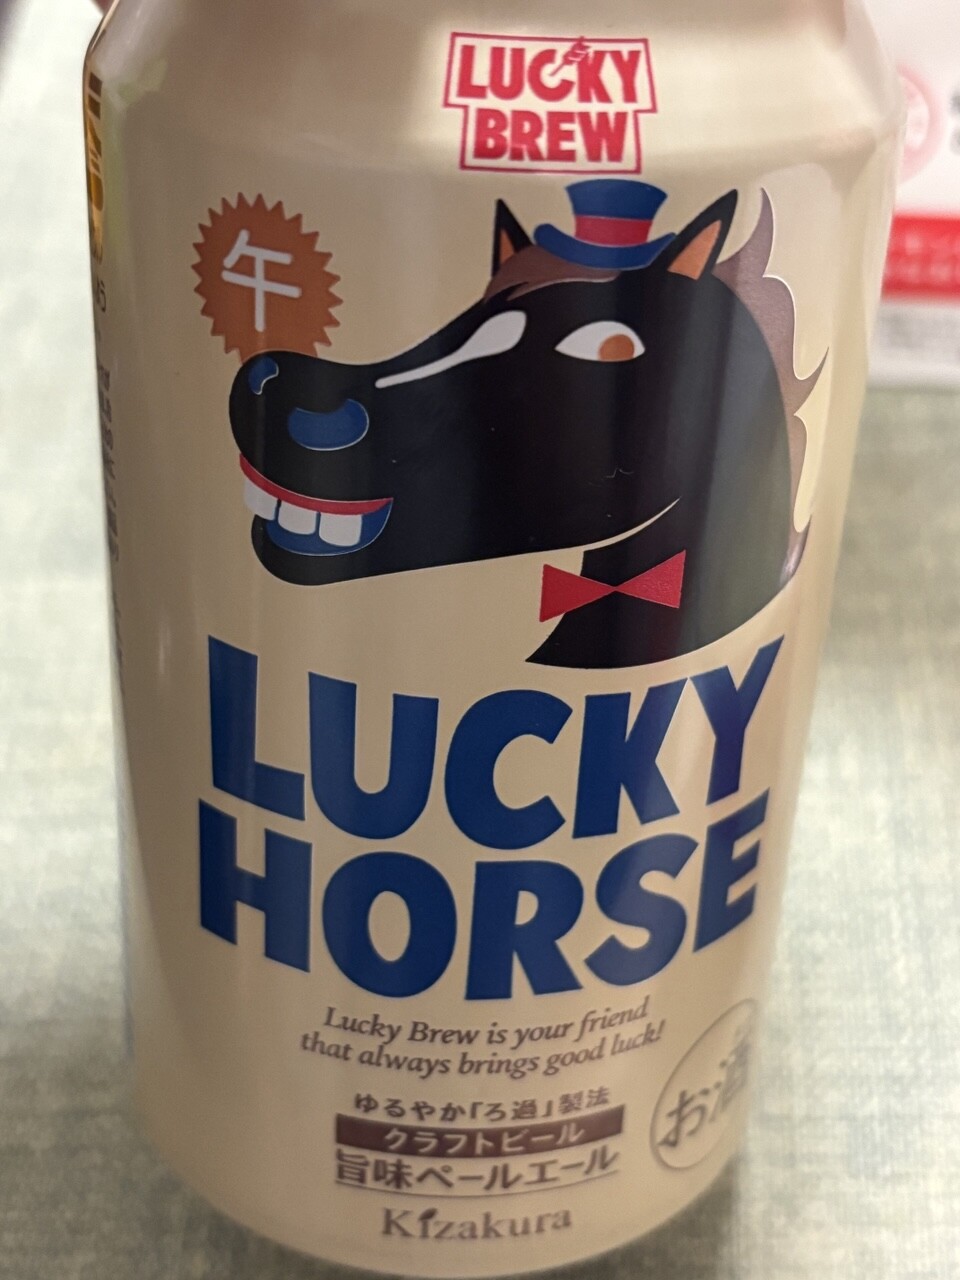 LUCKY
BREW
午
LUCKY
HORSE
Lucky Brew is your friend
that always brings good luck!
ゆるやか「ろ過」製法
クラフトビール
旨味ペールエール
お酒
Kizakura